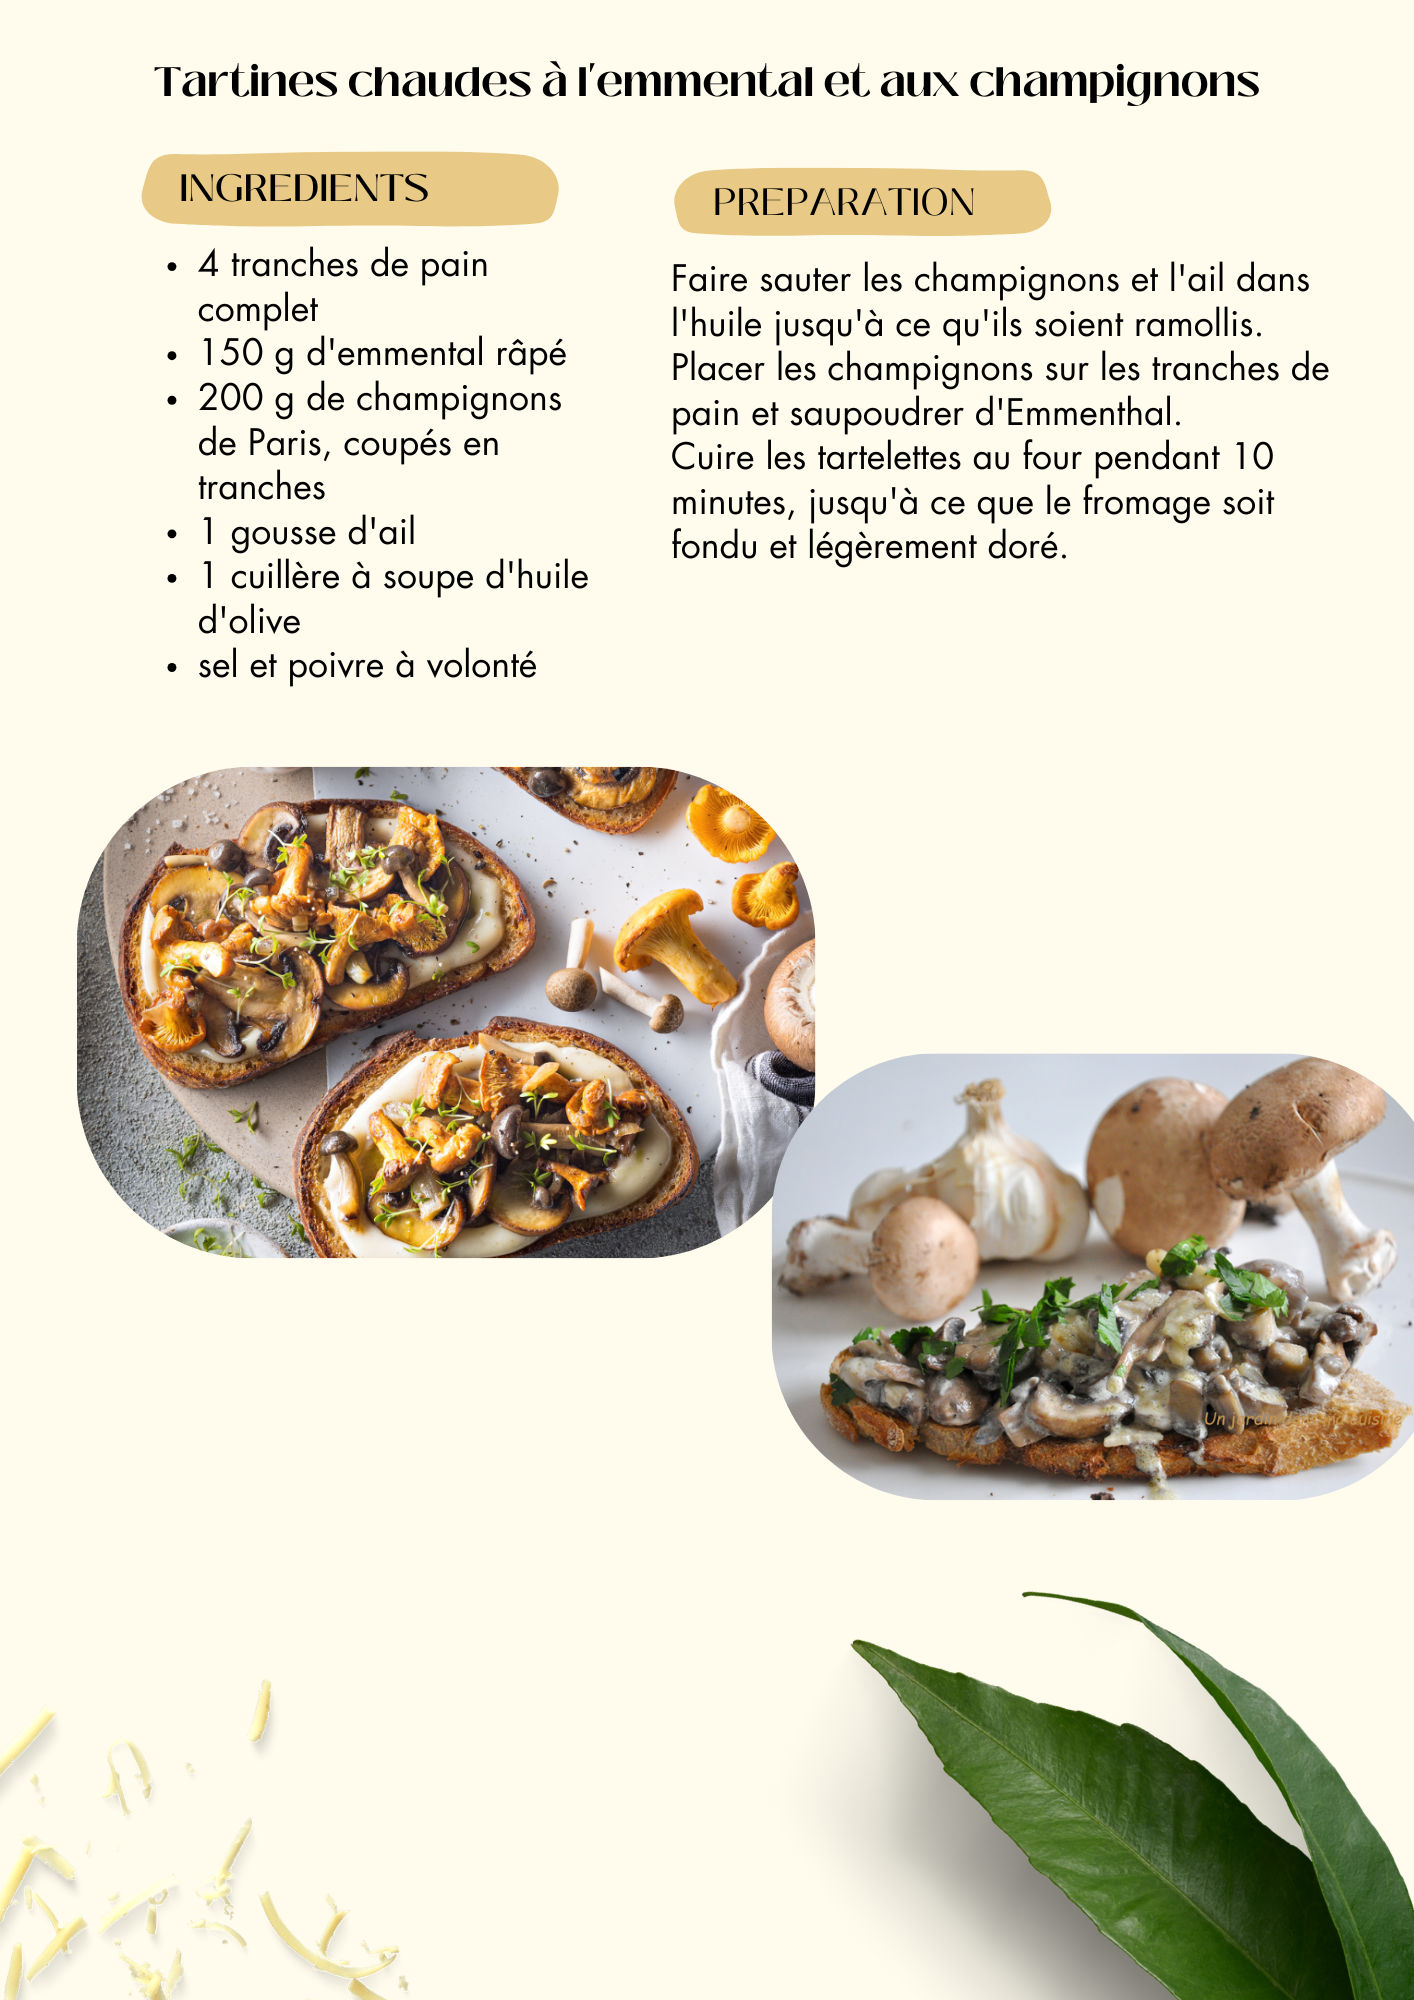 Tartines chaudes à l'emmental et aux champignons
INGREDIENTS
• 4 tranches de pain
complet
• 150 g d'emmental râpé
• 200 g de champignons
de Paris, coupés en
tranches
• 1 gousse d'ail
• 1 cuillère à soupe d'huile
d'olive
• sel et poivre à volonté
PREPARATION
Faire sauter les champignons et l'ail dans
l'huile jusqu'à ce qu'ils soient ramollis.
Placer les champignons sur les tranches de
pain et saupoudrer d'Emmenthal.
Cuire les tartelettes au four pendant 10
minutes, jusqu'à ce que le fromage soit
fondu et légèrement doré.
Un jardin